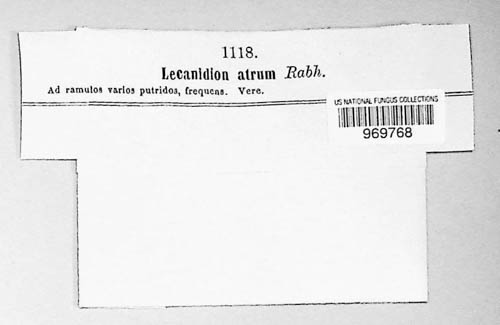 1118.
Lecanidion atrum Rabh.
Ad ramulos varios putridos, frequens. Vere.
US NATIONAL FUNGUS COLLECTIONS
969768